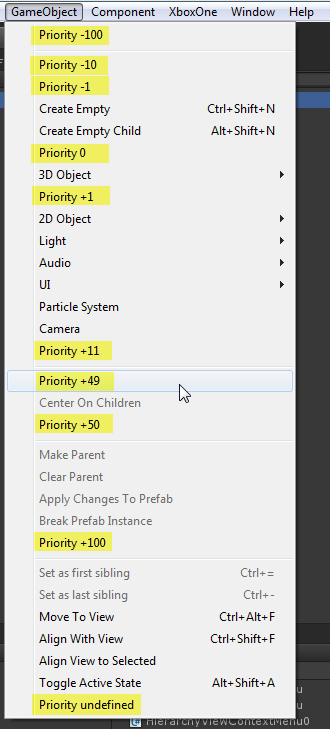 GameObject Component XboxOne Window Help
Priority -100
Priority -10
Priority -1
Create Empty Ctrl+Shift+N
Create Empty Child Alt+Shift+N
Priority 0
3D Object
Priority +1
2D Object
Light
Audio
UI
Particle System
Camera
Priority +11
Priority +49
Center On Children
Priority +50
Make Parent
Clear Parent
Apply Changes To Prefab
Break Prefab Instance
Priority +100
Set as first sibling Ctrl+=
Set as last sibling Ctrl+-
Move To View Ctrl+Alt+F
Align With View Ctrl+Shift+F
Align View to Selected
Toggle Active State Alt+Shift+A
Priority undefined
HierarchyViewContextMenu0